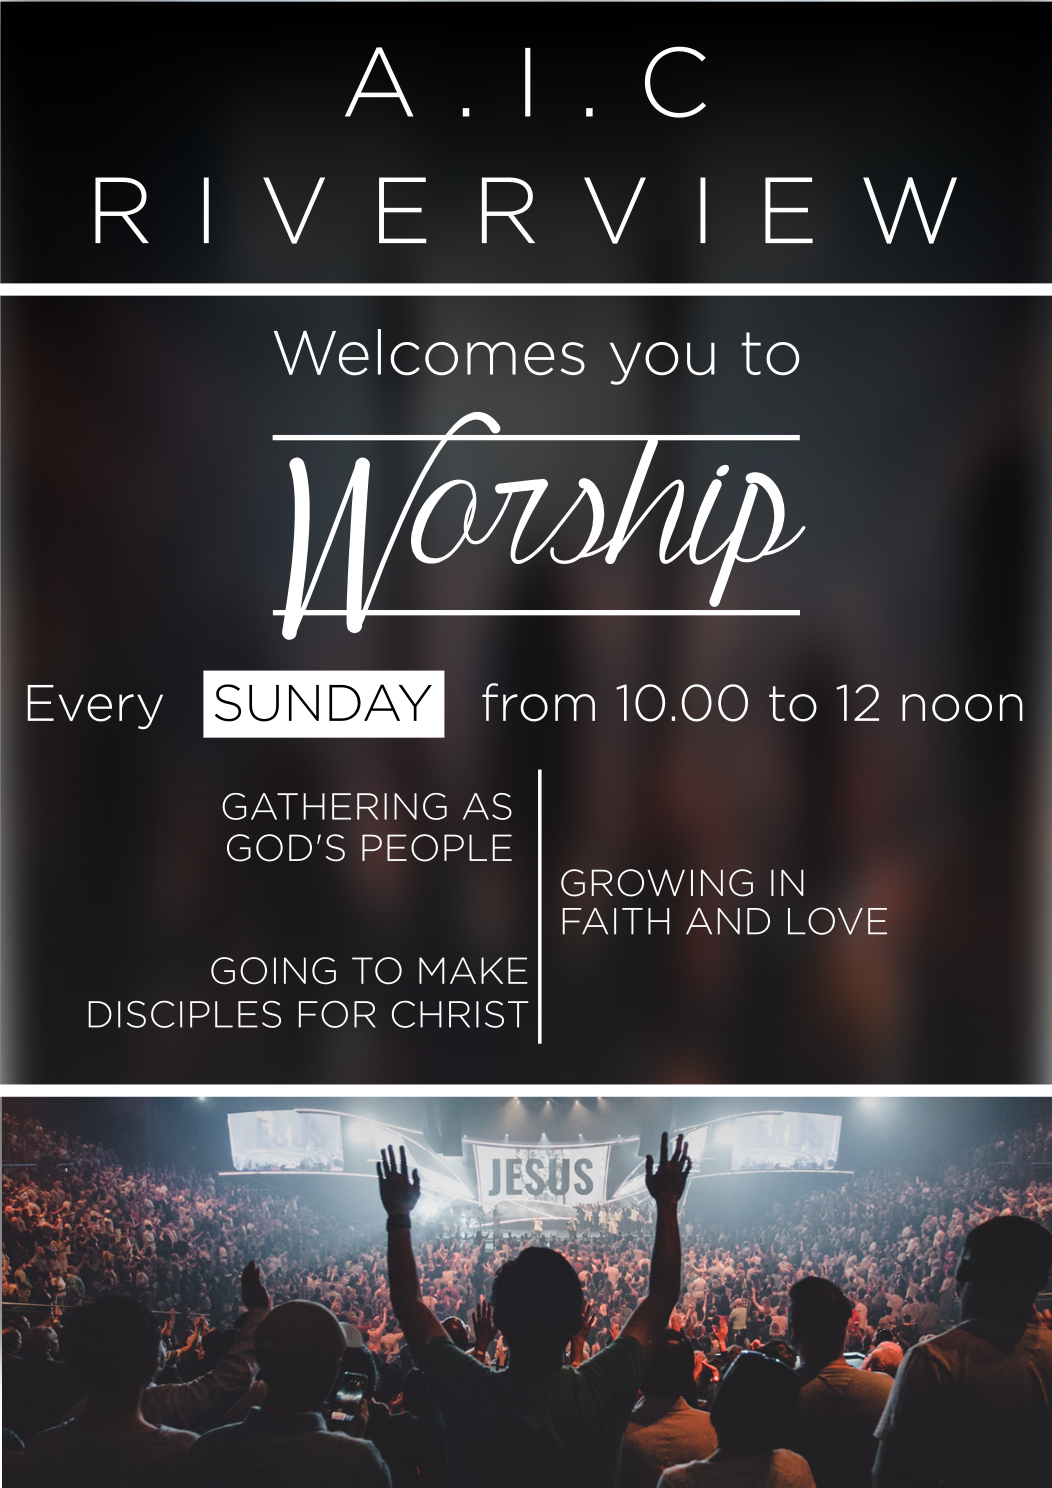 A.I.C
RIVERVIEW
Welcomes you to
Worship
Every SUNDAY from 10.00 to 12 noon
GATHERING AS
GOD'S PEOPLE
GROWING IN
FAITH AND LOVE
GOING TO MAKE
DISCIPLES FOR CHRIST
JESUS